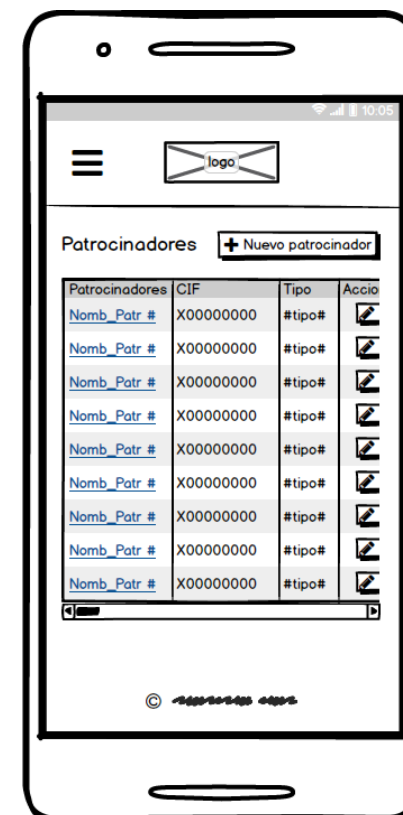 10:05
logo
Patrocinadores + Nuevo patrocinador
Patrocinadores CIF Tipo Accio
Nomb_Patr # X00000000 #tipo#
Nomb_Patr # X00000000 #tipo#
Nomb_Patr # X00000000 #tipo#
Nomb_Patr # X00000000 #tipo#
Nomb_Patr # X00000000 #tipo#
Nomb_Patr # X00000000 #tipo#
Nomb_Patr # X00000000 #tipo#
Nomb_Patr # X00000000 #tipo#
Nomb_Patr # X00000000 #tipo#
©